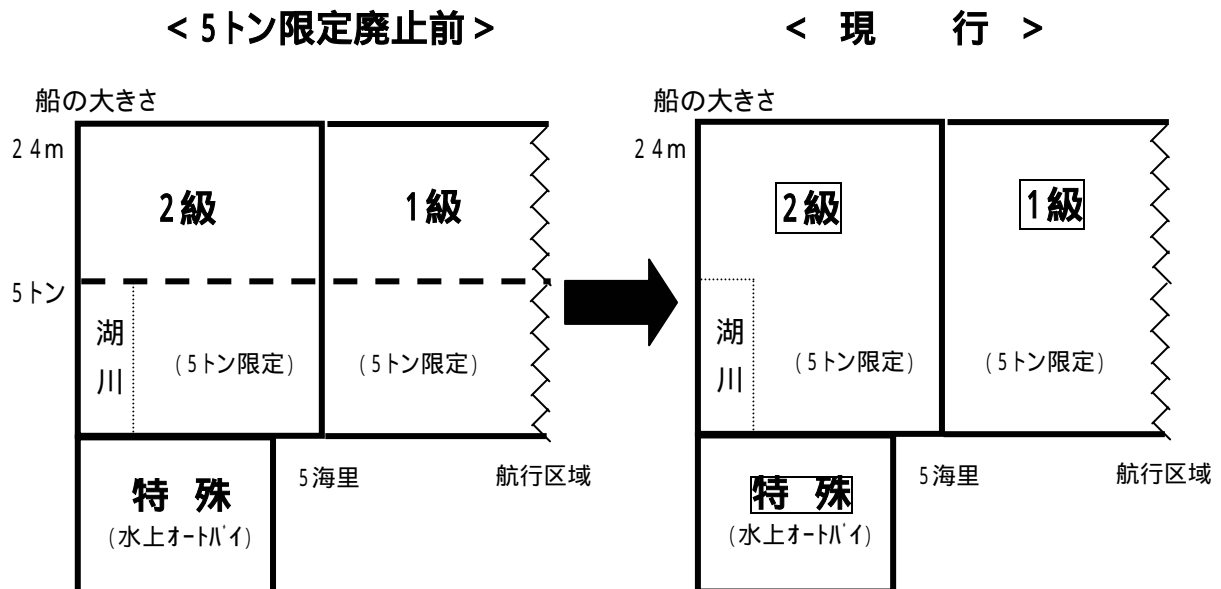 <5トン限定廃止前>
船の大きさ
24m
2級
1級
5トン
湖
川
(5トン限定)
(5トン限定)
特 殊
(水上オートバイ)
5海里
航行区域
< 現 行 >
船の大きさ
24m
2級
1級
湖
川
(5トン限定)
(5トン限定)
特 殊
(水上オートバイ)
5海里
航行区域